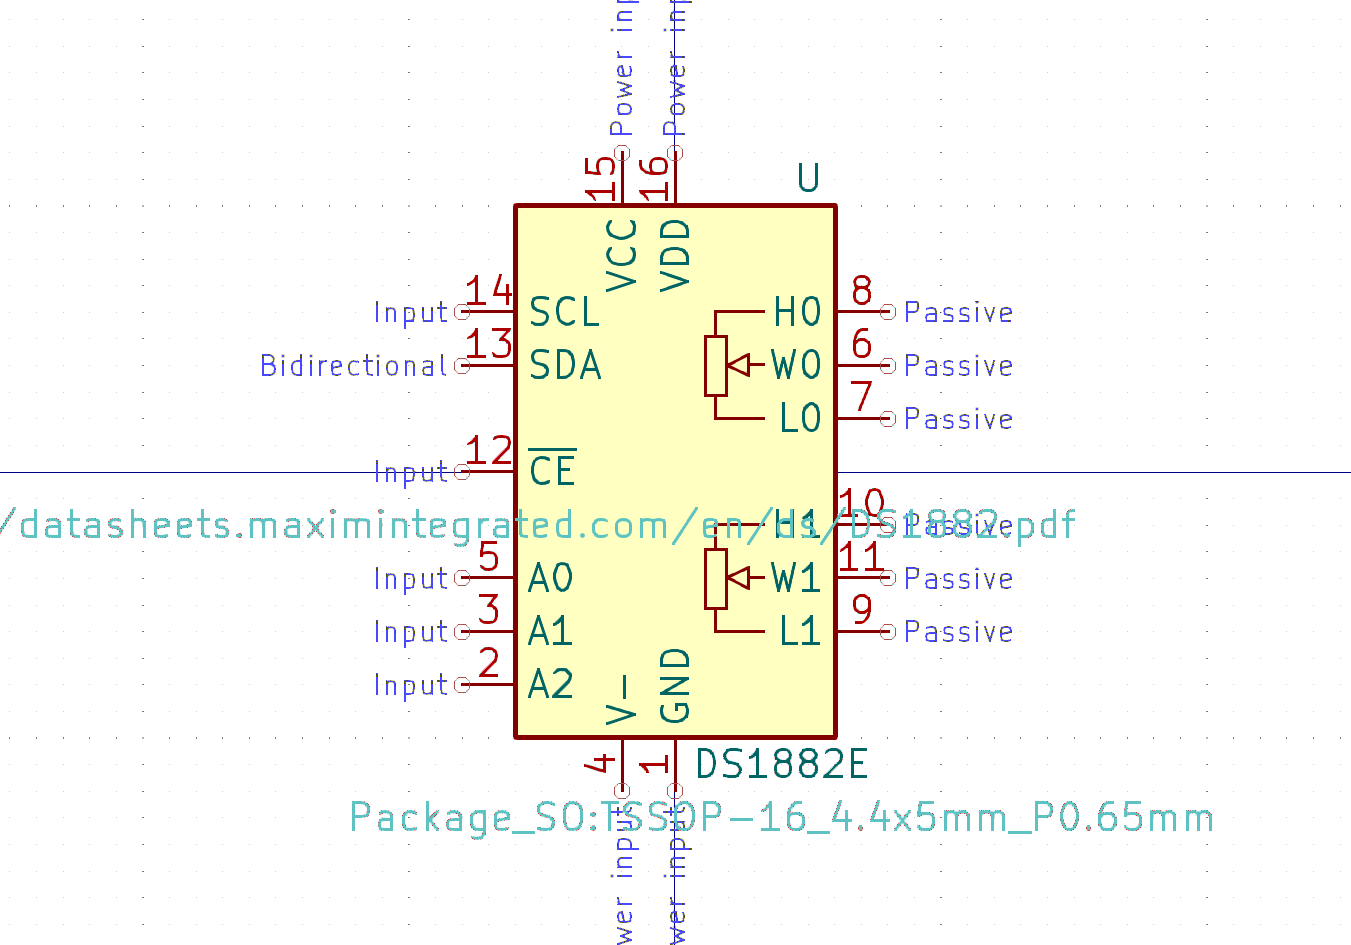 Power inp
Power inp
15
16
U
VCC
VDD
Input 14 SCL
H0 8 Passive
Bidirectional 13 SDA
W0 6 Passive
L0 7 Passive
Input 12 CE
/datasheets.maximintegrated.com/en/ds/DS1882.pdf
H1 10 Passive
Input 5 A0
W1 11 Passive
Input 3 A1
L1 9 Passive
Input 2 A2
V-
GND
4
1
DS1882E
Package_SO:TSSOP-16_4.4x5mm_P0.65mm
wer input
wer input